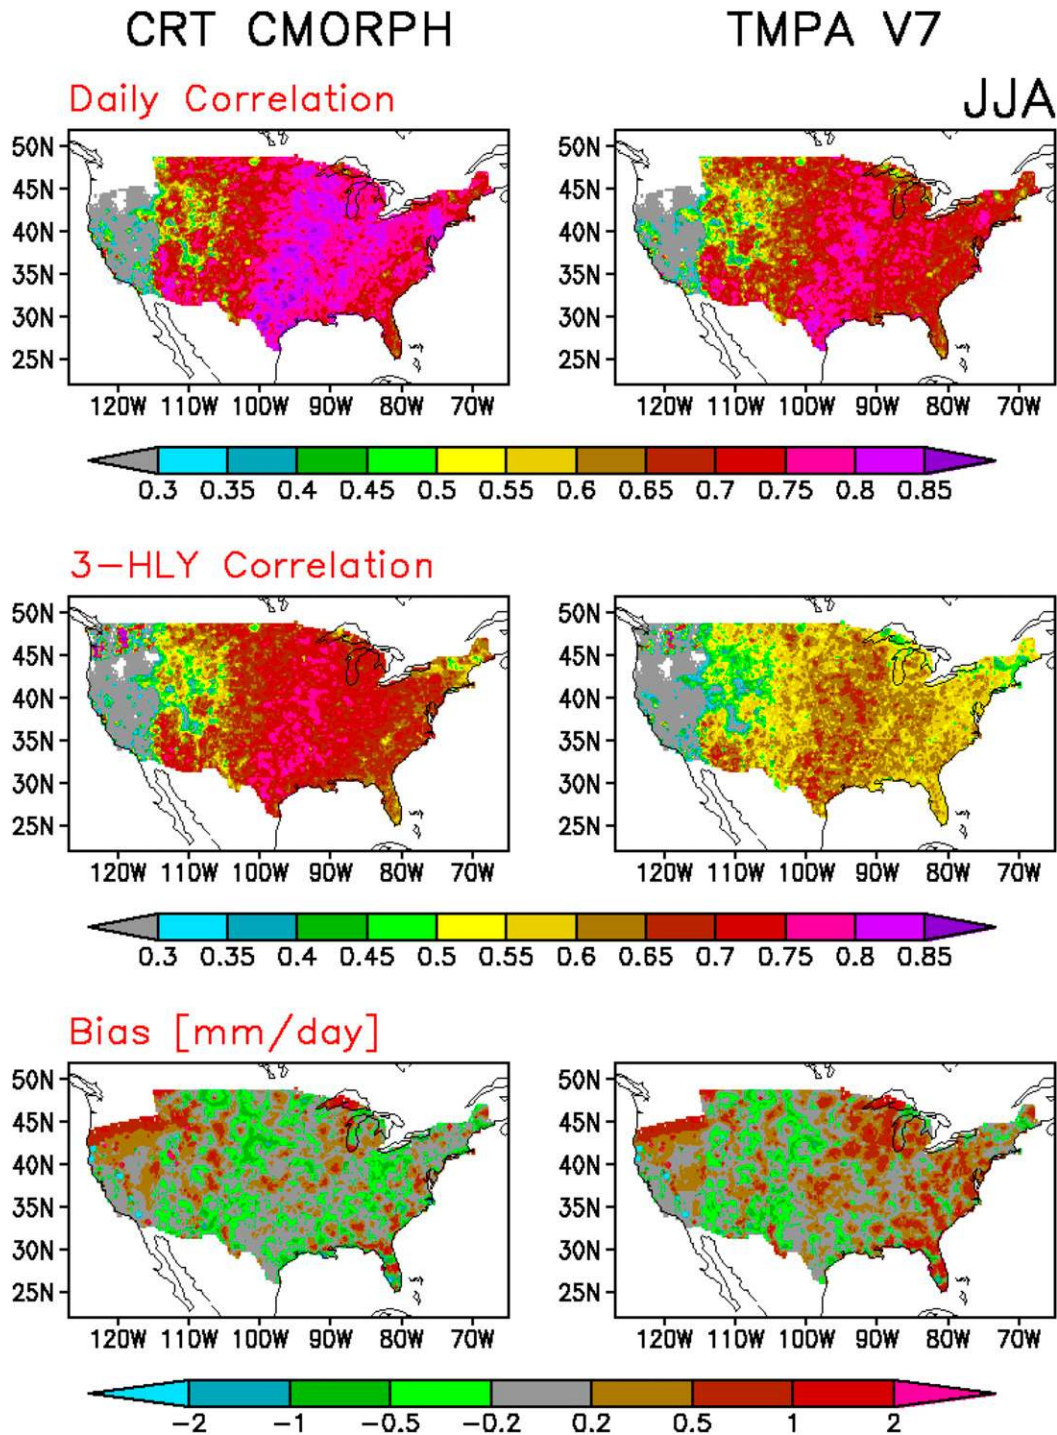 CRT CMORPH TMPA V7
Daily Correlation JJA
50N
45N
40N
35N
30N
25N
120W 110W 100W 90W 80W 70W 120W 110W 100W 90W 80W 70W
0.3 0.35 0.4 0.45 0.5 0.55 0.6 0.65 0.7 0.75 0.8 0.85
3-HLY Correlation
50N 50N
45N 45N
40N 40N
35N 35N
30N 30N
25N 25N
120W 110W 100W 90W 80W 70W 120W 110W 100W 90W 80W 70W
0.3 0.35 0.4 0.45 0.5 0.55 0.6 0.65 0.7 0.75 0.8 0.85
Bias [mm/day]
50N 50N
45N 45N
40N 40N
35N 35N
30N 30N
25N 25N
120W 110W 100W 90W 80W 70W 120W 110W 100W 90W 80W 70W
-2 -1 -0.5 -0.2 0.2 0.5 1 2